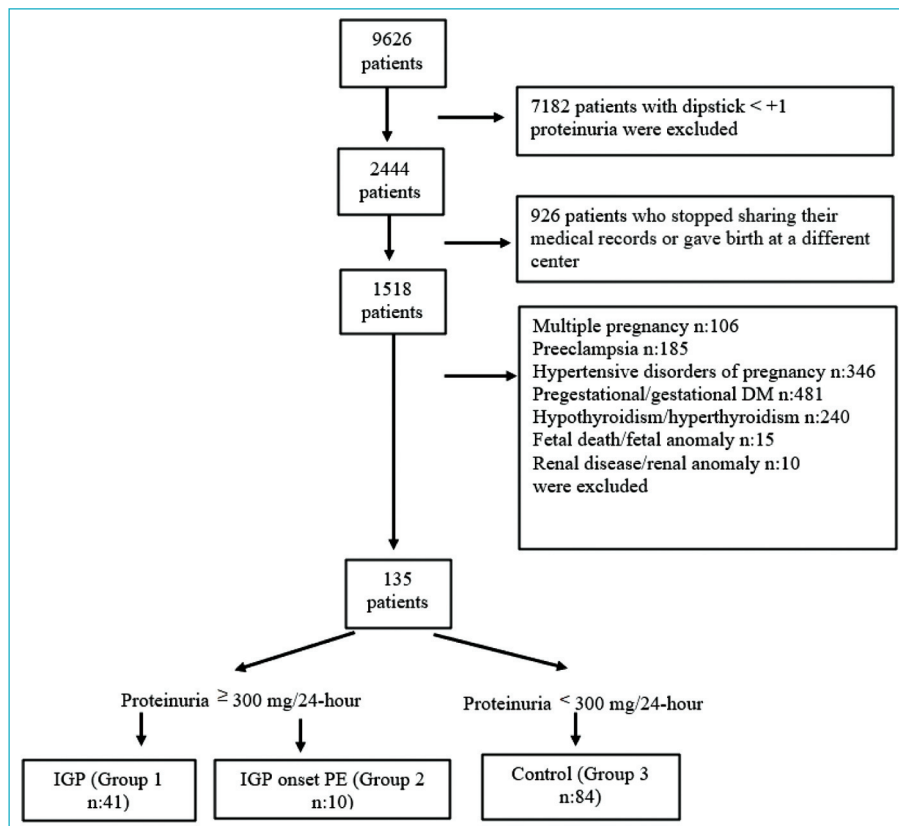 9626
patients
7182 patients with dipstick < +1
proteinuria were excluded
2444
patients
926 patients who stopped sharing their
medical records or gave birth at a different
center
1518
patients
Multiple pregnancy n:106
Preeclampsia n:185
Hypertensive disorders of pregnancy n:346
Pregestational/gestational DM n:481
Hypothyroidism/hyperthyroidism n:240
Fetal death/fetal anomaly n:15
Renal disease/renal anomaly n:10
were excluded
135
patients
Proteinuria ≥ 300 mg/24-hour
Proteinuria < 300 mg/24-hour
IGP (Group 1
n:41)
IGP onset PE (Group 2
n:10)
Control (Group 3
n:84)